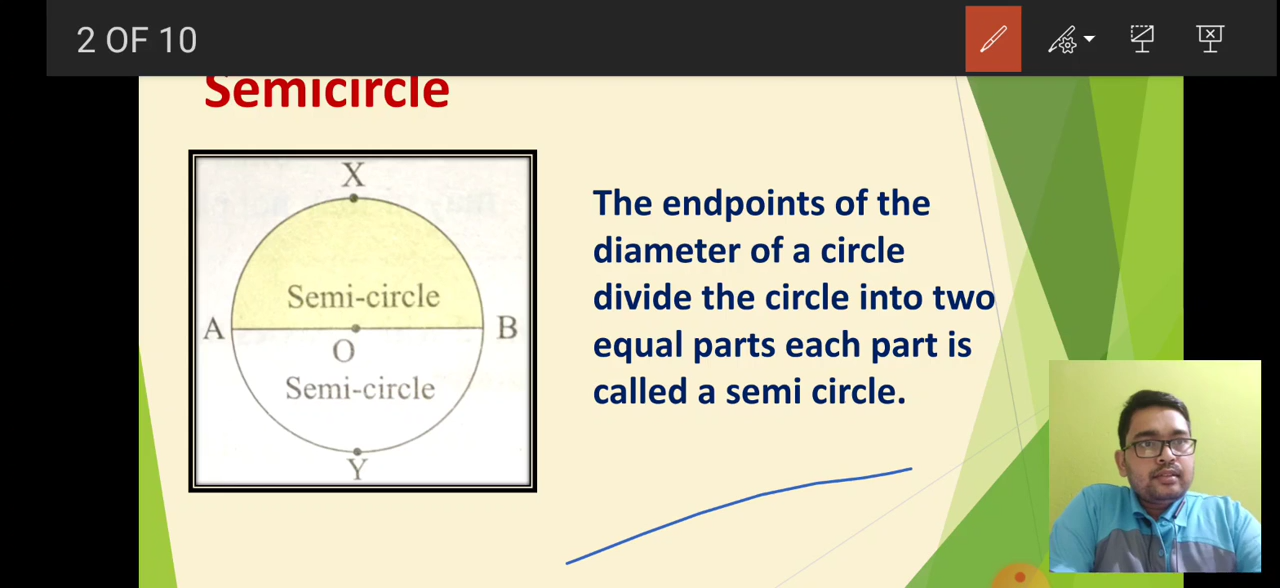 2 OF 10
Semicircle
X
Semi-circle
A
B
O
Semi-circle
Y
The endpoints of the
diameter of a circle
divide the circle into two
equal parts each part is
called a semi circle.